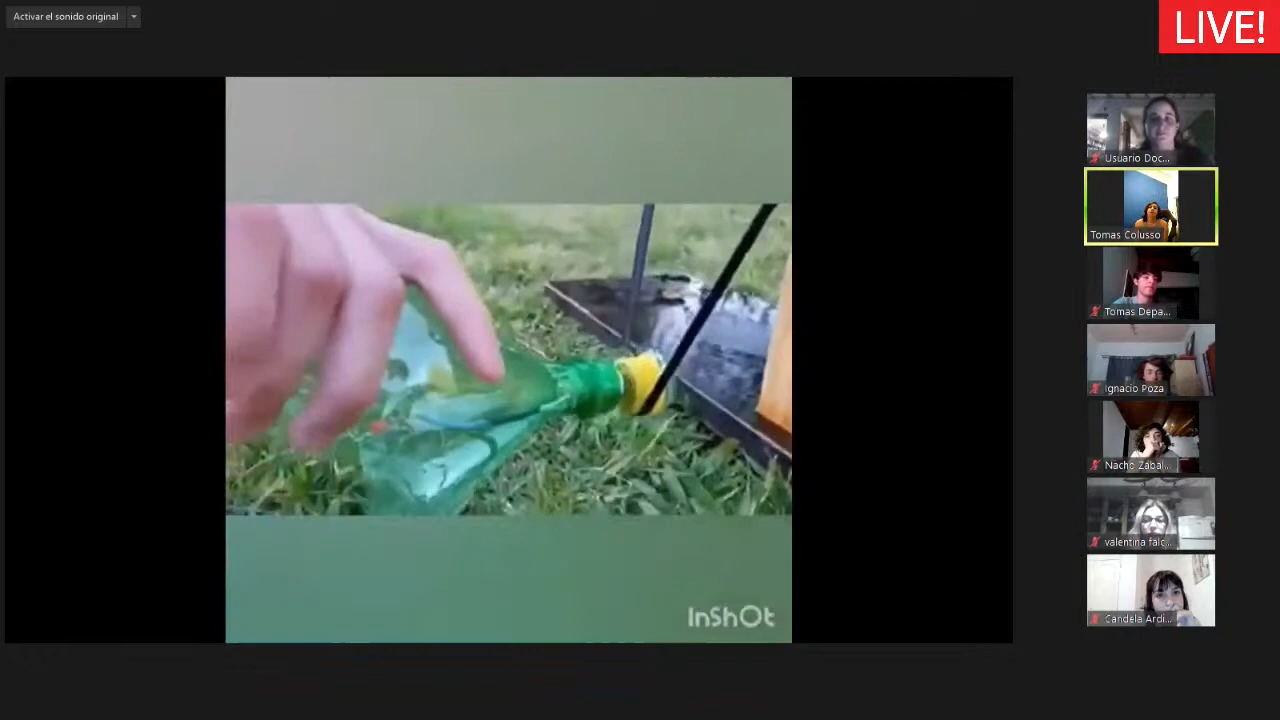 Activar el sonido original
LIVE!
Usuario Doc...
Tomas Colusso
Tomas Depa...
Ignacio Poza
Nacho Zabal...
valentina falc...
Candela Ardi...
InShOt